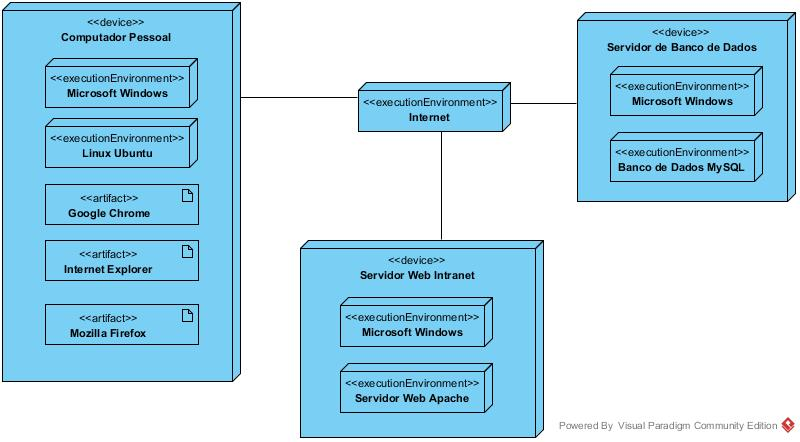 <<device>>
Computador Pessoal
<<executionEnvironment>>
Microsoft Windows
<<executionEnvironment>>
Linux Ubuntu
<<artifact>>
Google Chrome
<<artifact>>
Internet Explorer
<<artifact>>
Mozilla Firefox
<<executionEnvironment>>
Internet
<<device>>
Servidor de Banco de Dados
<<executionEnvironment>>
Microsoft Windows
<<executionEnvironment>>
Banco de Dados MySQL
<<device>>
Servidor Web Intranet
<<executionEnvironment>>
Microsoft Windows
<<executionEnvironment>>
Servidor Web Apache
Powered By Visual Paradigm Community Edition